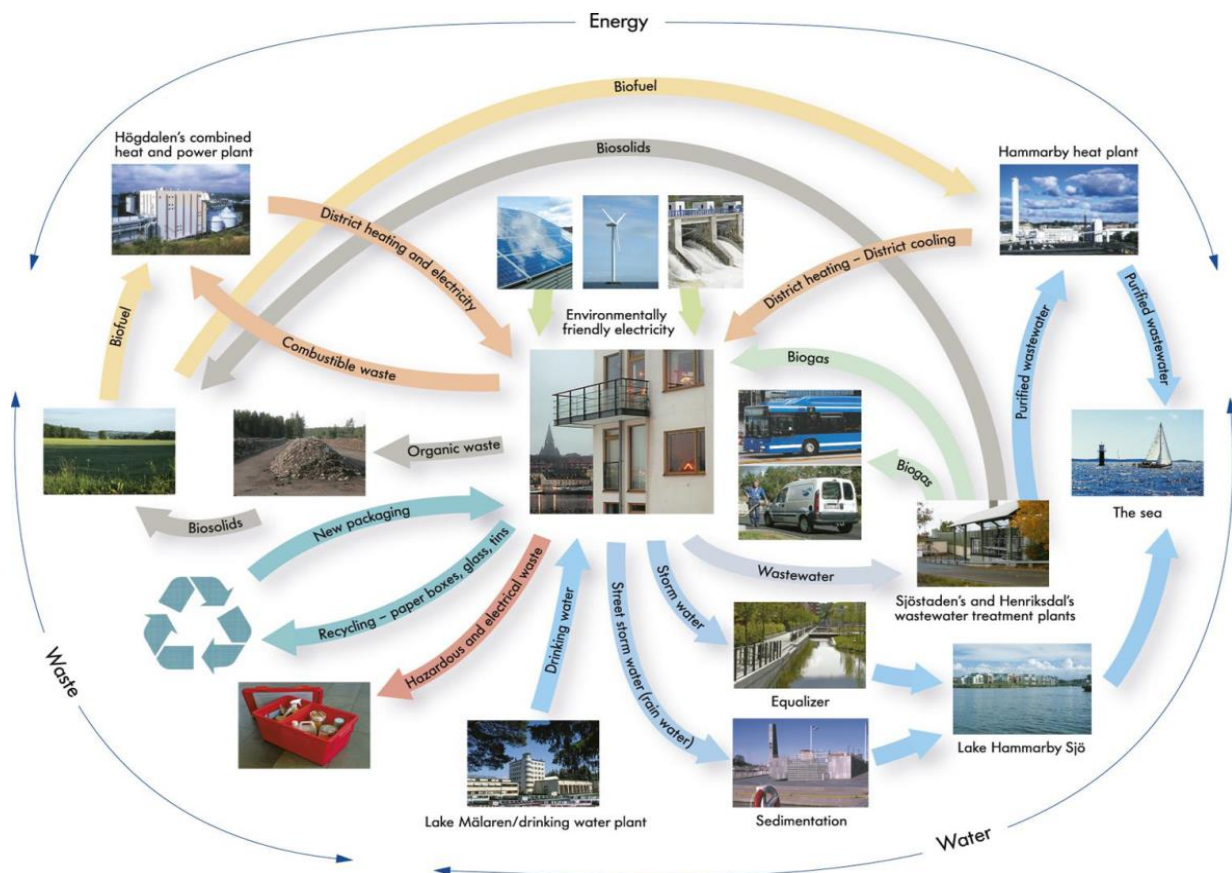 Energy
Biofuel
Högdalen's combined
heat and power plant
Biosolids
Hammarby heat plant
District heating and electricity
District heating – District cooling
Environmentally
friendly electricity
Biofuel
Combustible waste
Biogas
Purified wastewater
Purified wastewater
Organic waste
Biogas
Biosolids
New packaging
The sea
Recycling – paper boxes, glass, tins
Hazardous and electrical waste
Drinking water
Street storm water (rain water)
Storm water
Wastewater
Sjöstaden's and Henriksdal's
wastewater treatment plants
Waste
Equalizer
Lake Hammarby Sjö
Lake Mälaren/drinking water plant
Sedimentation
Water